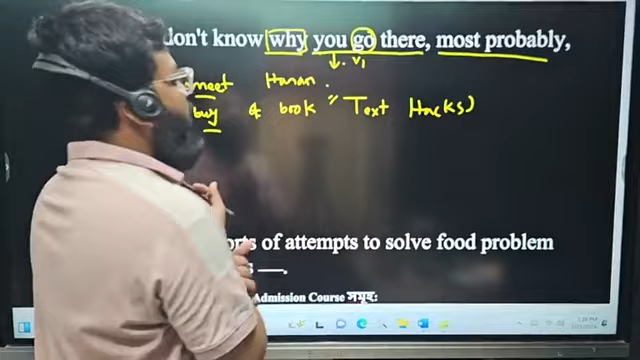 don't know why you go there, most probably,
V₁
meet Hanan.
buy a book "Text Hacks)
of attempts to solve food problem
Admission Course সমূহ: